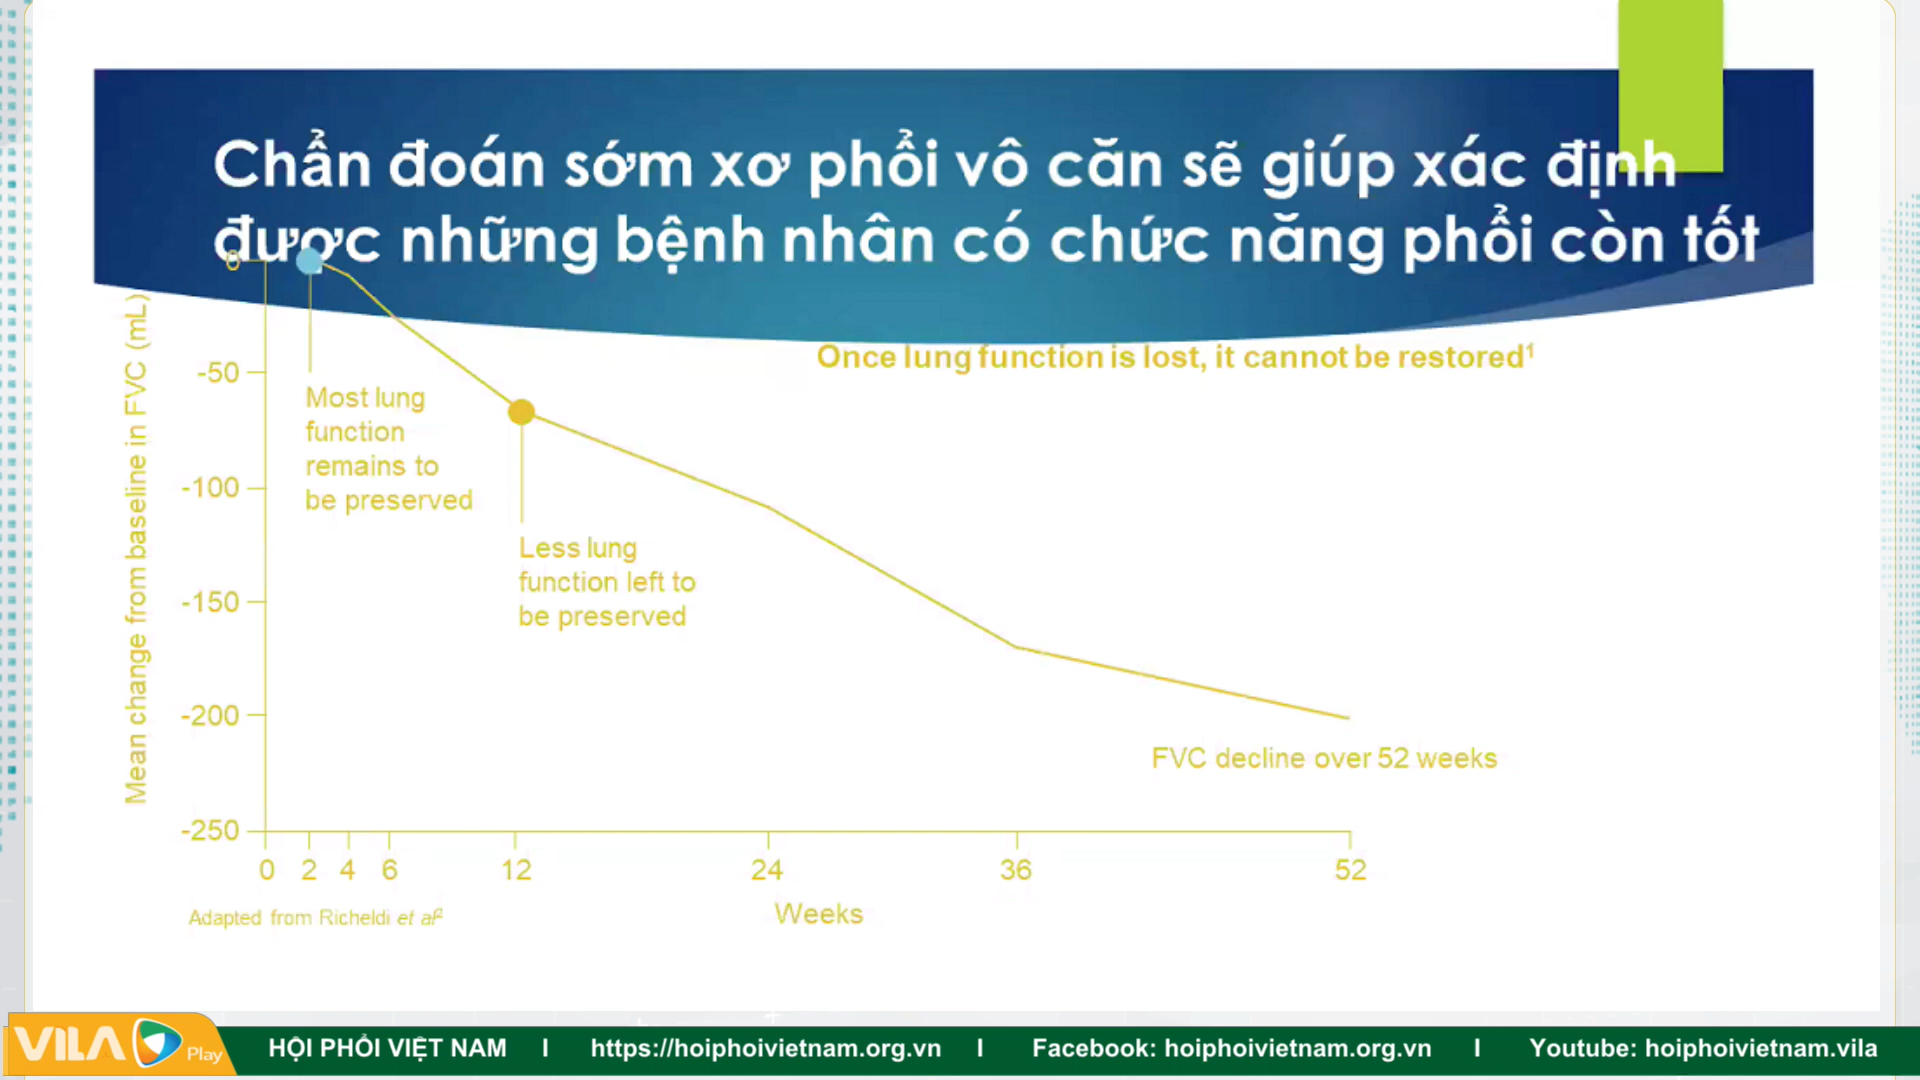 Chẩn đoán sớm xơ phổi vô căn sẽ giúp xác định
được những bệnh nhân có chức năng phổi còn tốt
Once lung function is lost, it cannot be restored¹
Mean change from baseline in FVC (mL)
0
-50
-100
-150
-200
-250
Most lung
function
remains to
be preserved
Less lung
function left to
be preserved
FVC decline over 52 weeks
0 2 4 6 12 24 36 52
Weeks
Adapted from Richeldi et al²
VILA Play
HỘI PHỔI VIỆT NAM I https://hoiphoivietnam.org.vn I Facebook: hoiphoivietnam.org.vn I Youtube: hoiphoivietnam.vila